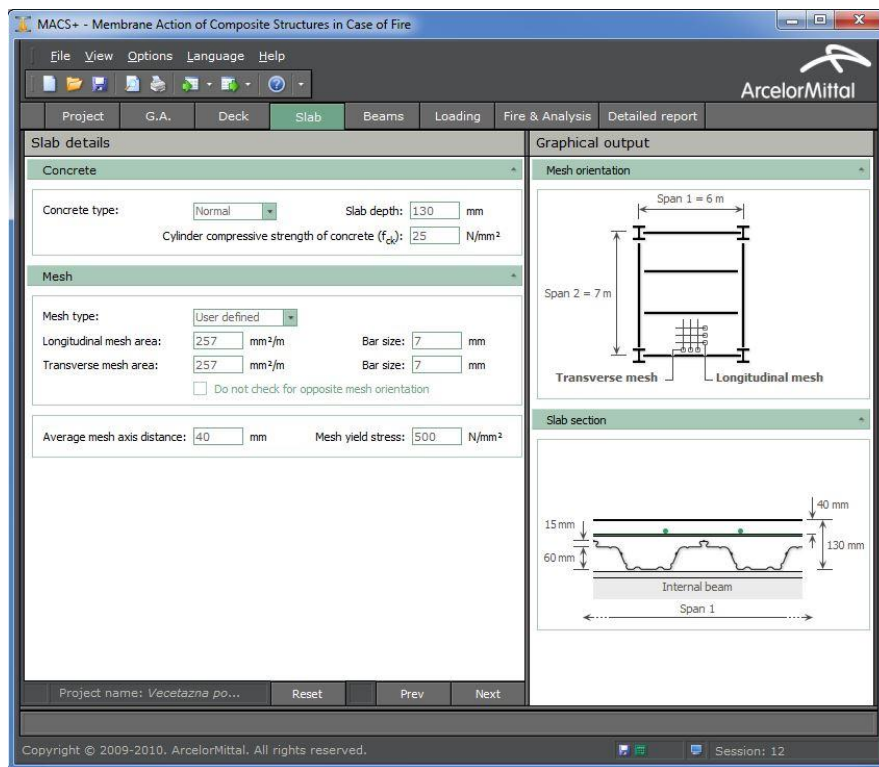 MACS+ - Membrane Action of Composite Structures in Case of Fire
File View Options Language Help
ArcelorMittal
Project G.A. Deck Slab Beams Loading Fire & Analysis Detailed report
Slab details
Concrete
Concrete type: Normal Slab depth: 130 mm
Cylinder compressive strength of concrete (fck): 25 N/mm²
Mesh
Mesh type: User defined
Longitudinal mesh area: 257 mm²/m Bar size: 7 mm
Transverse mesh area: 257 mm²/m Bar size: 7 mm
Do not check for opposite mesh orientation
Average mesh axis distance: 40 mm Mesh yield stress: 500 N/mm²
Graphical output
Mesh orientation
Span 1 = 6 m
Span 2 = 7 m
Transverse mesh Longitudinal mesh
Slab section
40 mm
15 mm
130 mm
60 mm
Internal beam
Span 1
Project name: Vecetazna po... Reset Prev Next
Copyright © 2009-2010. ArcelorMittal. All rights reserved. Session: 12